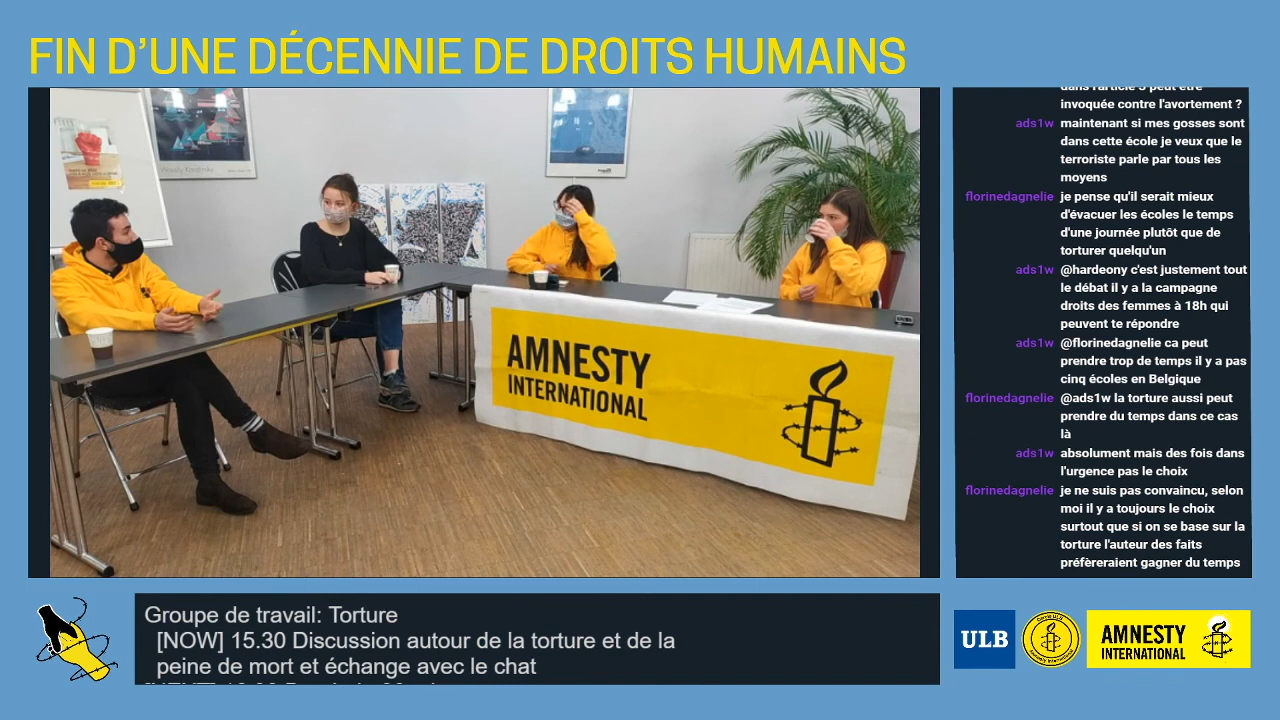 FIN D'UNE DÉCENNIE DE DROITS HUMAINS
Wassily Kandinsky
AMNESTY
INTERNATIONAL
invoquée contre l'avortement ?
ads1w maintenant si mes gosses sont
dans cette école je veux que le
terroriste parle par tous les
moyens
florinedagnelie je pense qu'il serait mieux
d'évacuer les écoles le temps
d'une journée plutôt que de
torturer quelqu'un
ads1w @hardeony c'est justement tout
le débat il y a la campagne
droits des femmes à 18h qui
peuvent te répondre
ads1w @florinedagnelie ca peut
prendre trop de temps il y a pas
cinq écoles en Belgique
florinedagnelie @ads1w la torture aussi peut
prendre du temps dans ce cas
là
ads1w absolument mais des fois dans
l'urgence pas le choix
florinedagnelie je ne suis pas convaincu, selon
moi il y a toujours le choix
surtout que si on se base sur la
torture l'auteur des faits
préfèreraient gagner du temps
Groupe de travail: Torture
[NOW] 15.30 Discussion autour de la torture et de la
peine de mort et échange avec le chat
ULB
AMNESTY
INTERNATIONAL